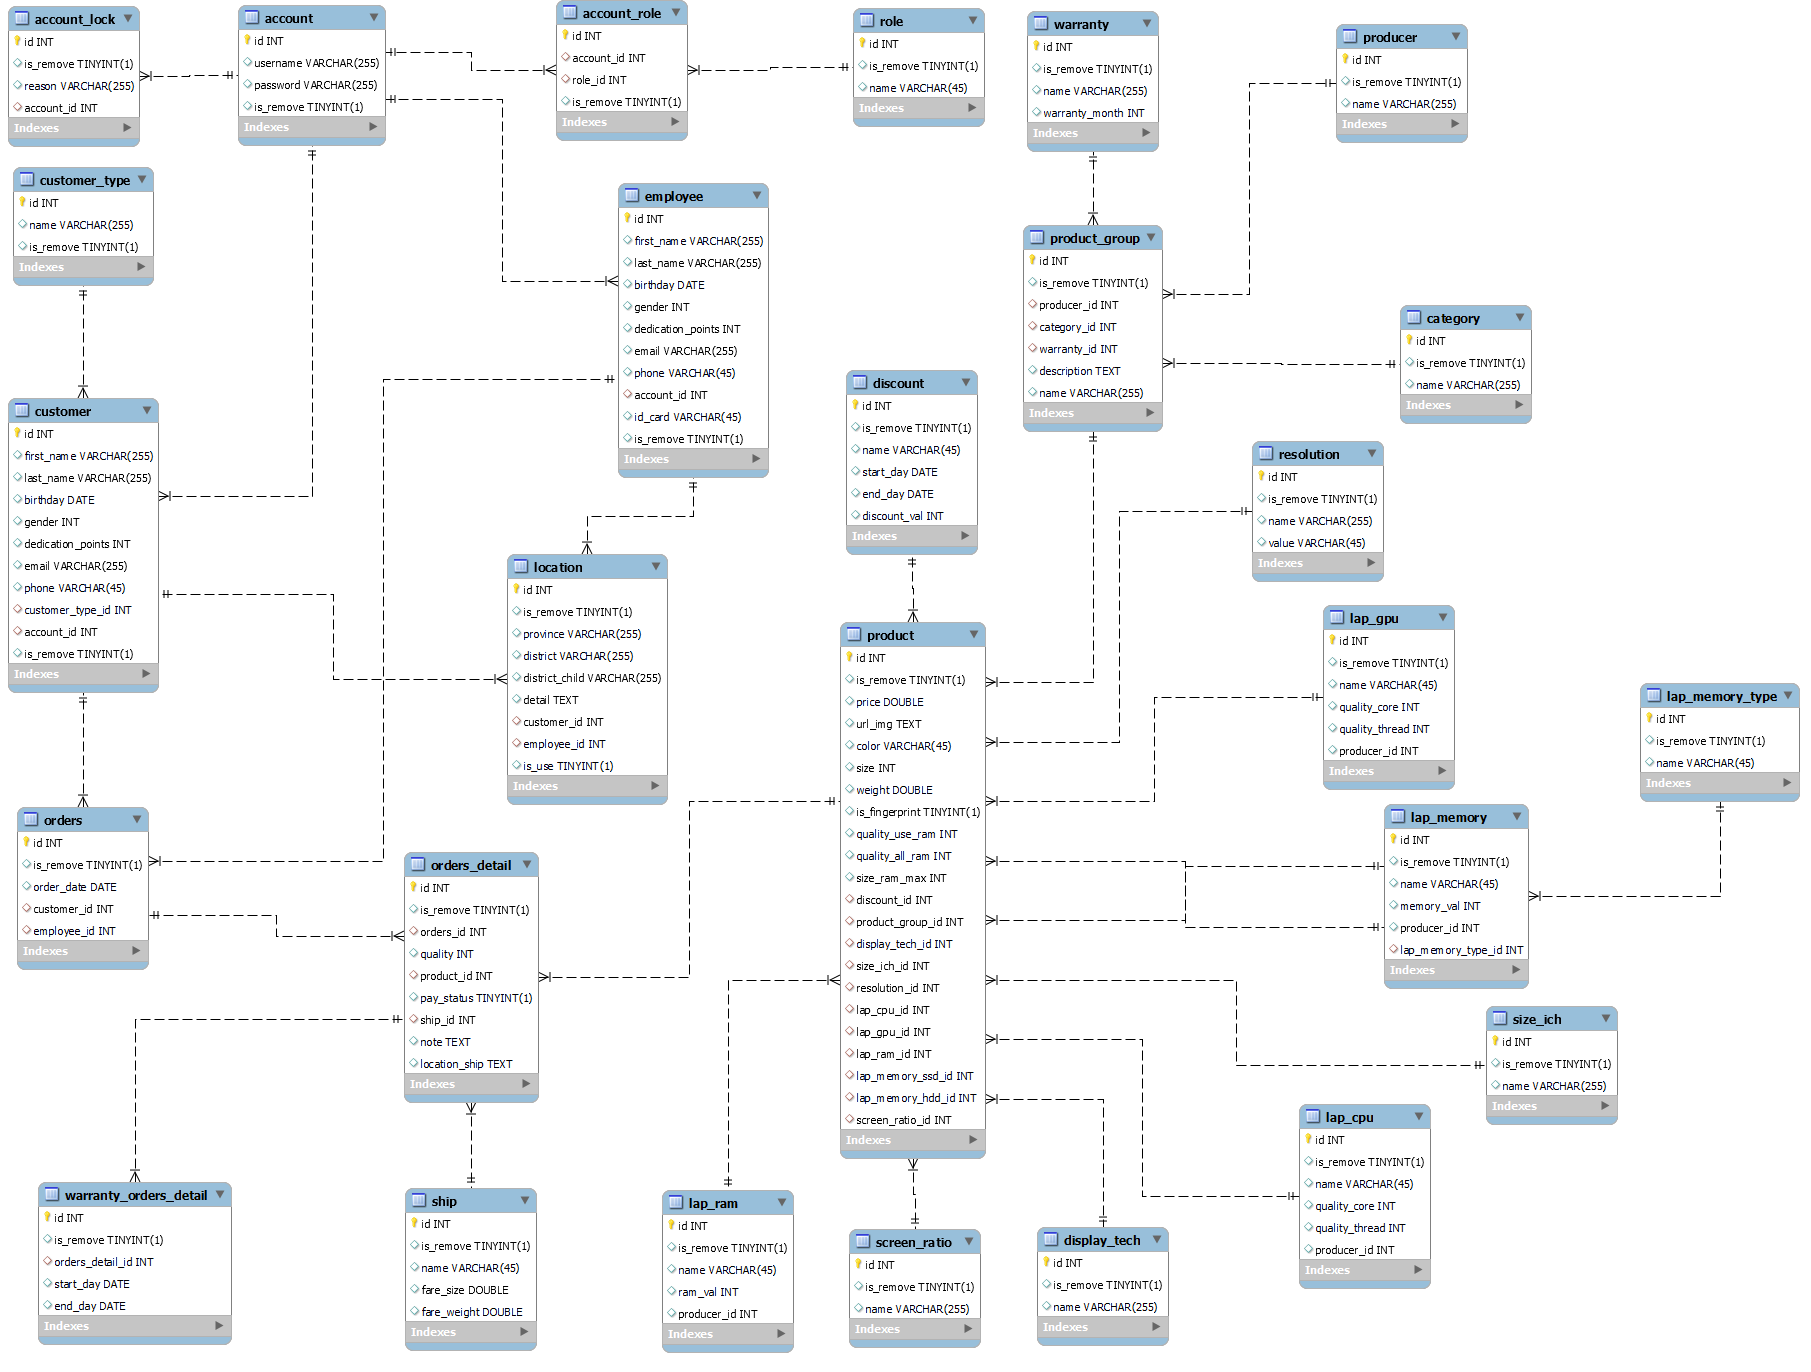 account_lock
id INT
is_remove TINYINT(1)
reason VARCHAR(255)
account_id INT
Indexes
account
id INT
username VARCHAR(255)
password VARCHAR(255)
is_remove TINYINT(1)
Indexes
account_role
id INT
account_id INT
role_id INT
is_remove TINYINT(1)
Indexes
role
id INT
is_remove TINYINT(1)
name VARCHAR(45)
Indexes
warranty
id INT
is_remove TINYINT(1)
name VARCHAR(255)
warranty_month INT
Indexes
producer
id INT
is_remove TINYINT(1)
name VARCHAR(255)
Indexes
customer_type
id INT
name VARCHAR(255)
is_remove TINYINT(1)
Indexes
employee
id INT
first_name VARCHAR(255)
last_name VARCHAR(255)
birthday DATE
gender INT
dedication_points INT
email VARCHAR(255)
phone VARCHAR(45)
account_id INT
id_card VARCHAR(45)
is_remove TINYINT(1)
Indexes
product_group
id INT
is_remove TINYINT(1)
producer_id INT
category_id INT
warranty_id INT
description TEXT
name VARCHAR(255)
Indexes
category
id INT
is_remove TINYINT(1)
name VARCHAR(255)
Indexes
customer
id INT
first_name VARCHAR(255)
last_name VARCHAR(255)
birthday DATE
gender INT
dedication_points INT
email VARCHAR(255)
phone VARCHAR(45)
customer_type_id INT
account_id INT
is_remove TINYINT(1)
Indexes
discount
id INT
is_remove TINYINT(1)
name VARCHAR(45)
start_day DATE
end_day DATE
discount_val INT
Indexes
resolution
id INT
is_remove TINYINT(1)
name VARCHAR(255)
value VARCHAR(45)
Indexes
location
id INT
is_remove TINYINT(1)
province VARCHAR(255)
district VARCHAR(255)
district_child VARCHAR(255)
detail TEXT
customer_id INT
employee_id INT
is_use TINYINT(1)
Indexes
product
id INT
is_remove TINYINT(1)
price DOUBLE
url_img TEXT
color VARCHAR(45)
size INT
weight DOUBLE
is_fingerprint TINYINT(1)
quality_use_ram INT
quality_all_ram INT
size_ram_max INT
discount_id INT
product_group_id INT
display_tech_id INT
size_ich_id INT
resolution_id INT
lap_cpu_id INT
lap_gpu_id INT
lap_ram_id INT
lap_memory_ssd_id INT
lap_memory_hdd_id INT
screen_ratio_id INT
Indexes
lap_gpu
id INT
is_remove TINYINT(1)
name VARCHAR(45)
quality_core INT
quality_thread INT
producer_id INT
Indexes
lap_memory_type
id INT
is_remove TINYINT(1)
name VARCHAR(45)
Indexes
orders
id INT
is_remove TINYINT(1)
order_date DATE
customer_id INT
employee_id INT
Indexes
orders_detail
id INT
is_remove TINYINT(1)
orders_id INT
quality INT
product_id INT
pay_status TINYINT(1)
ship_id INT
note TEXT
location_ship TEXT
Indexes
lap_memory
id INT
is_remove TINYINT(1)
name VARCHAR(45)
memory_val INT
producer_id INT
lap_memory_type_id INT
Indexes
size_ich
id INT
is_remove TINYINT(1)
name VARCHAR(255)
Indexes
lap_cpu
id INT
is_remove TINYINT(1)
name VARCHAR(45)
quality_core INT
quality_thread INT
producer_id INT
Indexes
warranty_orders_detail
id INT
is_remove TINYINT(1)
orders_detail_id INT
start_day DATE
end_day DATE
Indexes
ship
id INT
is_remove TINYINT(1)
name VARCHAR(45)
fare_size DOUBLE
fare_weight DOUBLE
Indexes
lap_ram
id INT
is_remove TINYINT(1)
name VARCHAR(45)
ram_val INT
producer_id INT
Indexes
screen_ratio
id INT
is_remove TINYINT(1)
name VARCHAR(255)
Indexes
display_tech
id INT
is_remove TINYINT(1)
name VARCHAR(255)
Indexes